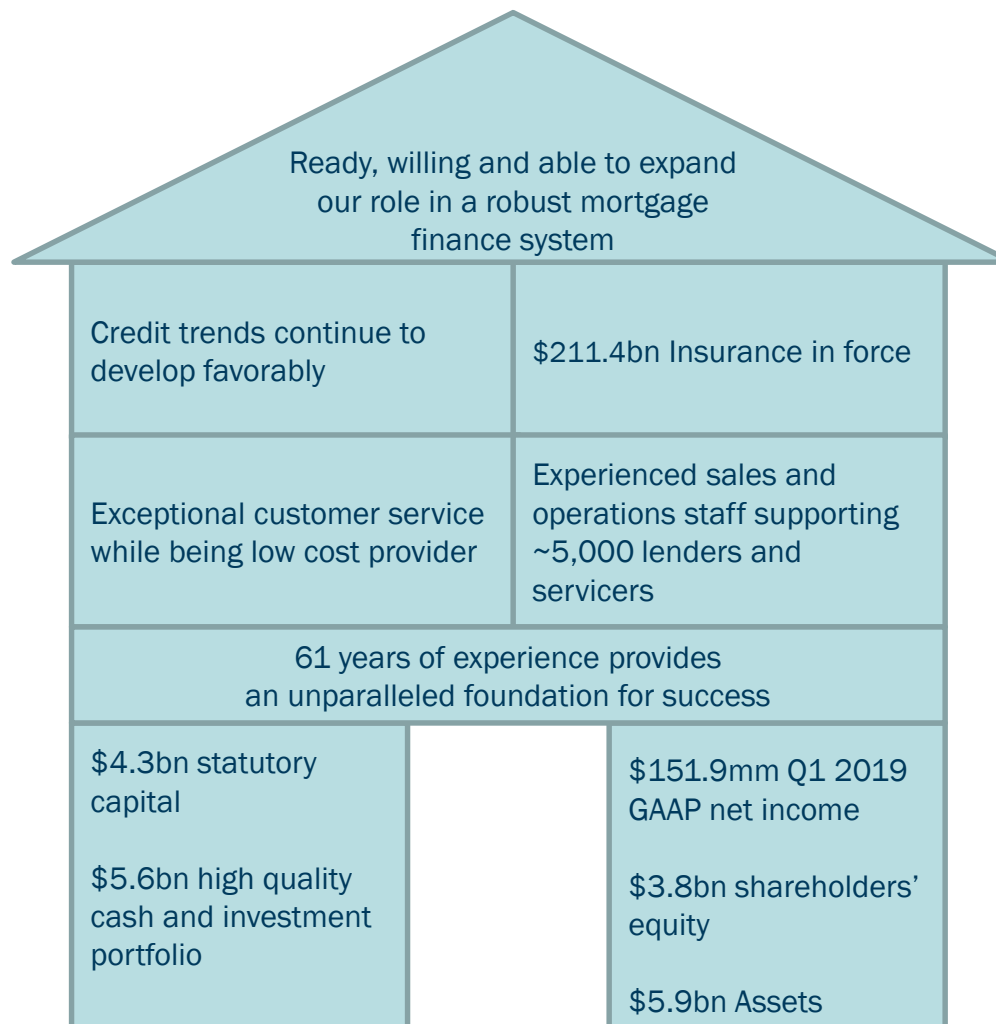 Ready, willing and able to expand
our role in a robust mortgage
finance system
Credit trends continue to
develop favorably
$211.4bn Insurance in force
Exceptional customer service
while being low cost provider
Experienced sales and
operations staff supporting
~5,000 lenders and
servicers
61 years of experience provides
an unparalleled foundation for success
$4.3bn statutory
capital
$5.6bn high quality
cash and investment
portfolio
$151.9mm Q1 2019
GAAP net income
$3.8bn shareholders’
equity
$5.9bn Assets